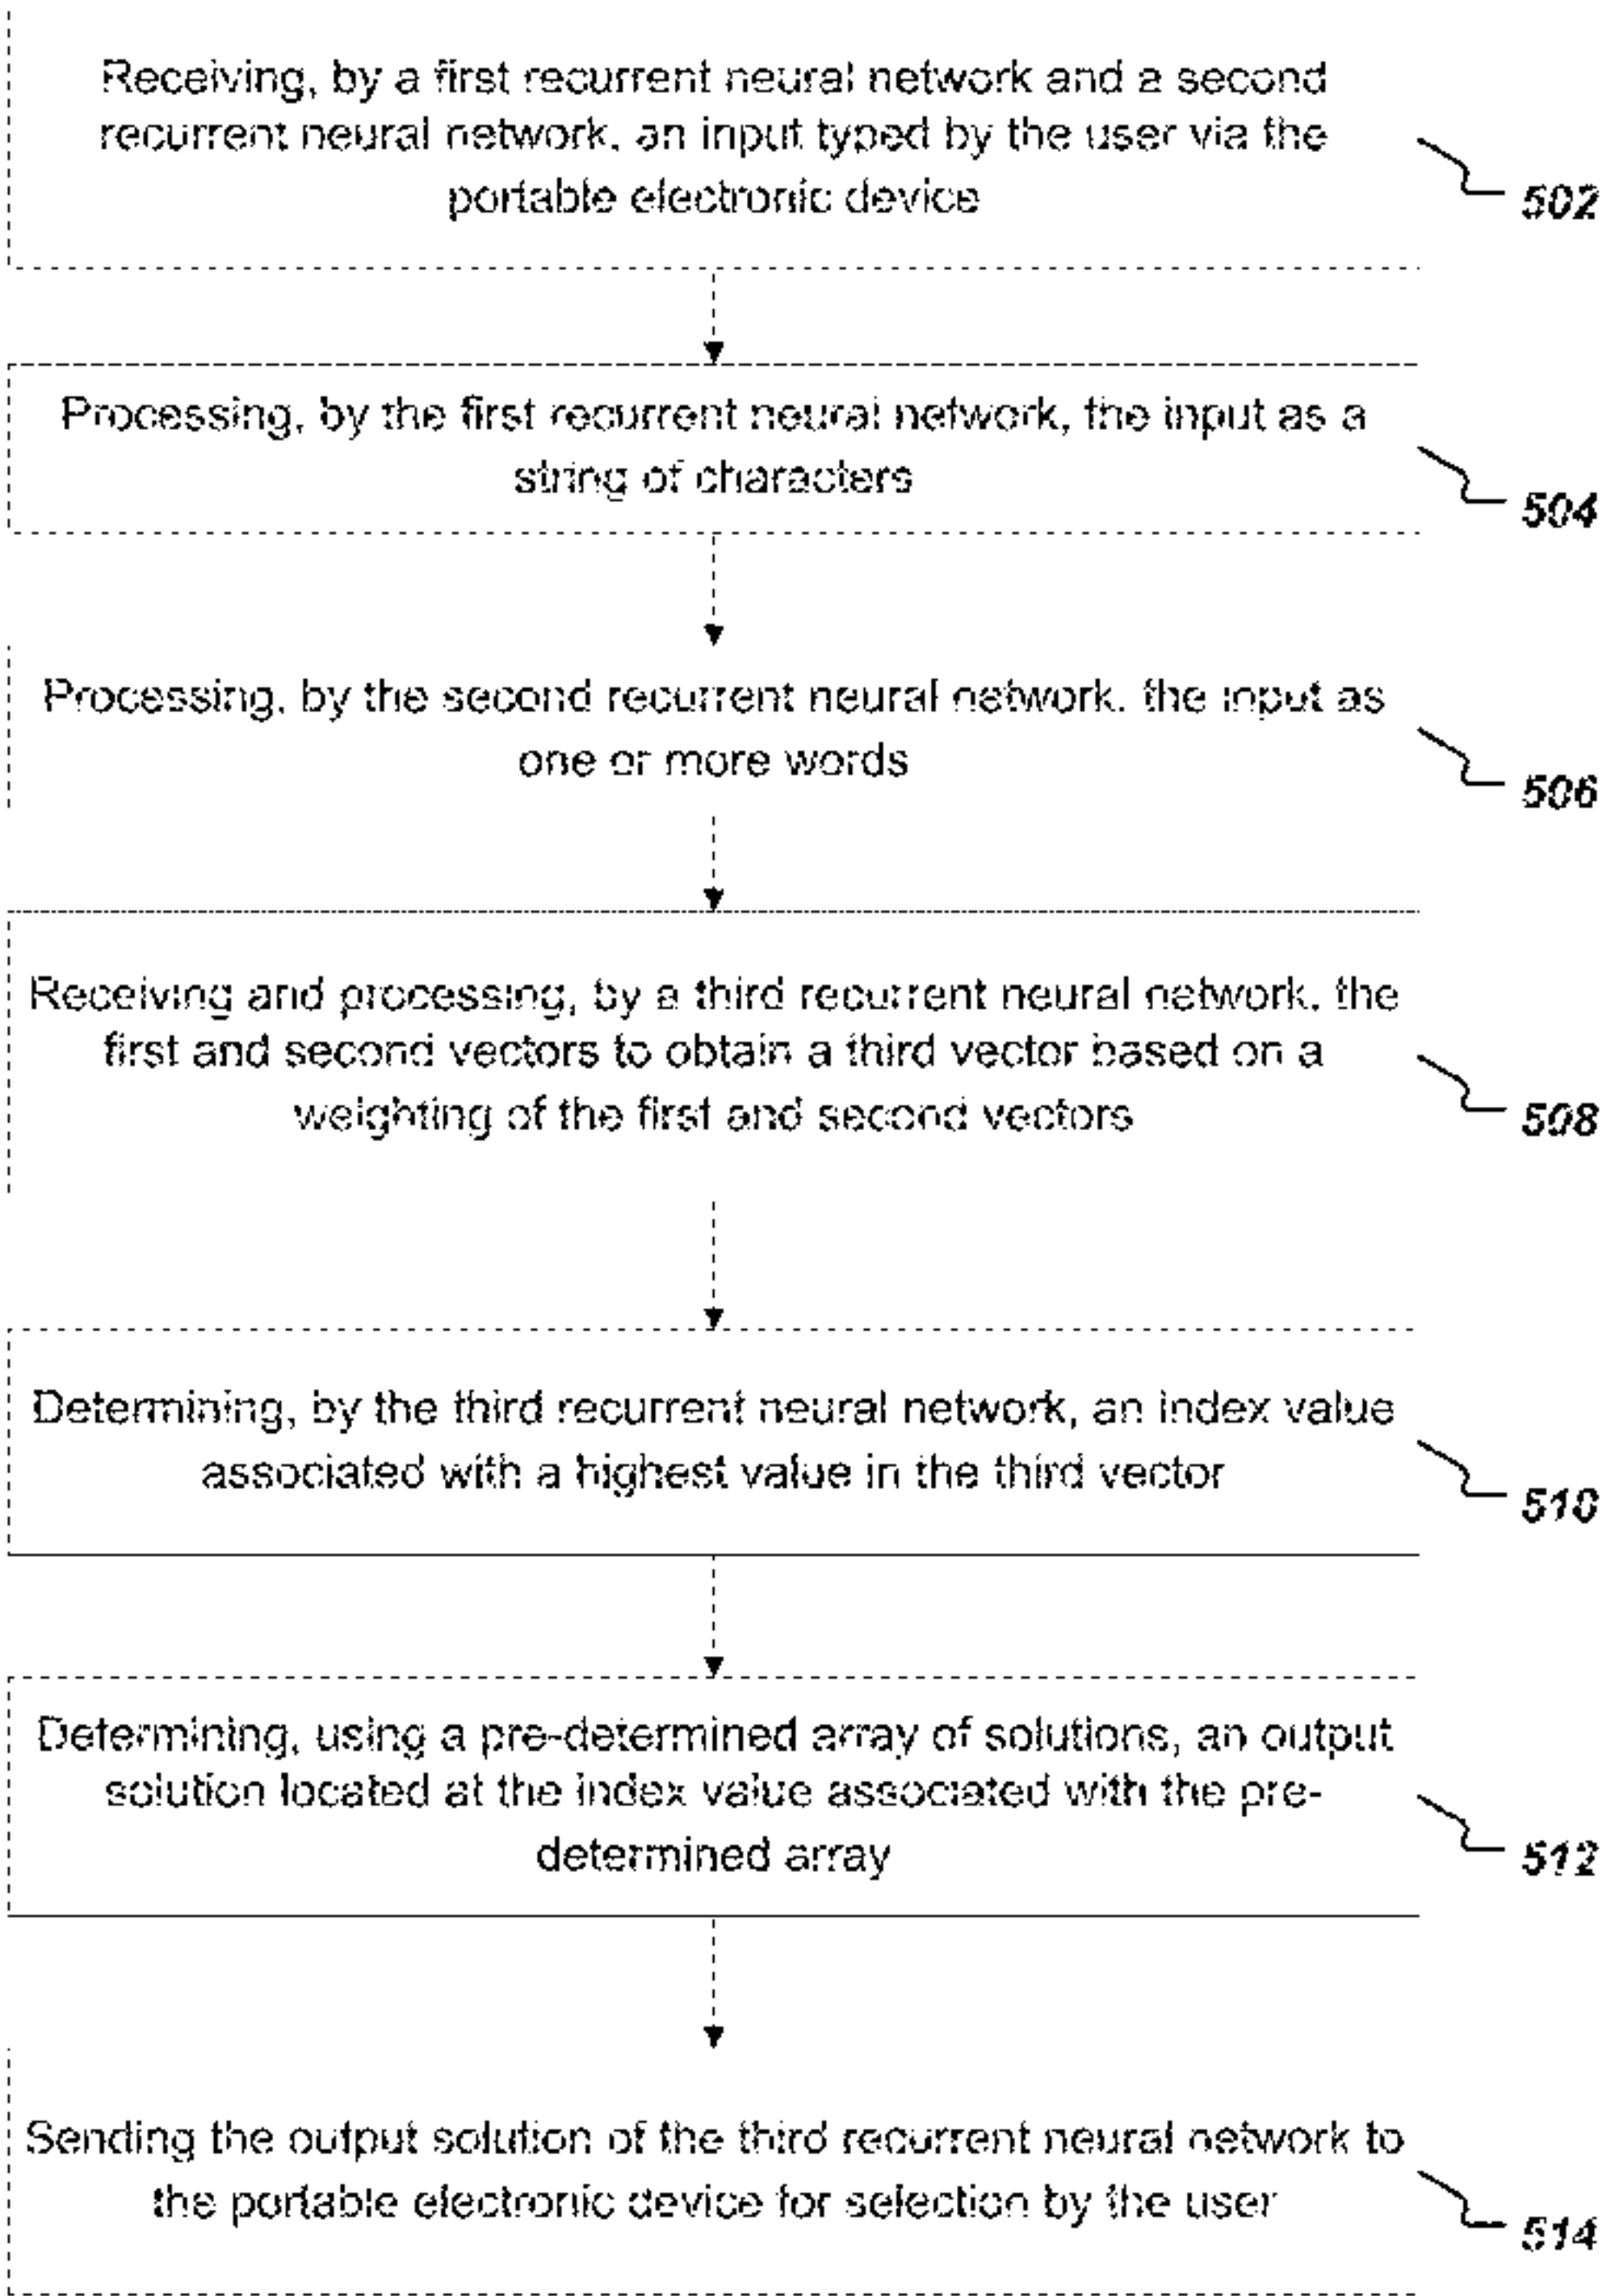 Receiving, by a first recurrent neural network and a second
recurrent neural network, an input typed by the user via the
portable electronic device
502
Processing, by the first recurrent neural network, the input as a
string of characters
504
Processing, by the second recurrent neural network, the input as
one or more words
506
Receiving and processing, by a third recurrent neural network, the
first and second vectors to obtain a third vector based on a
weighting of the first and second vectors
508
Determining, by the third recurrent neural network, an index value
associated with a highest value in the third vector
510
Determining, using a pre-determined array of solutions, an output
solution located at the index value associated with the pre-
determined array
512
Sending the output solution of the third recurrent neural network to
the portable electronic device for selection by the user
514